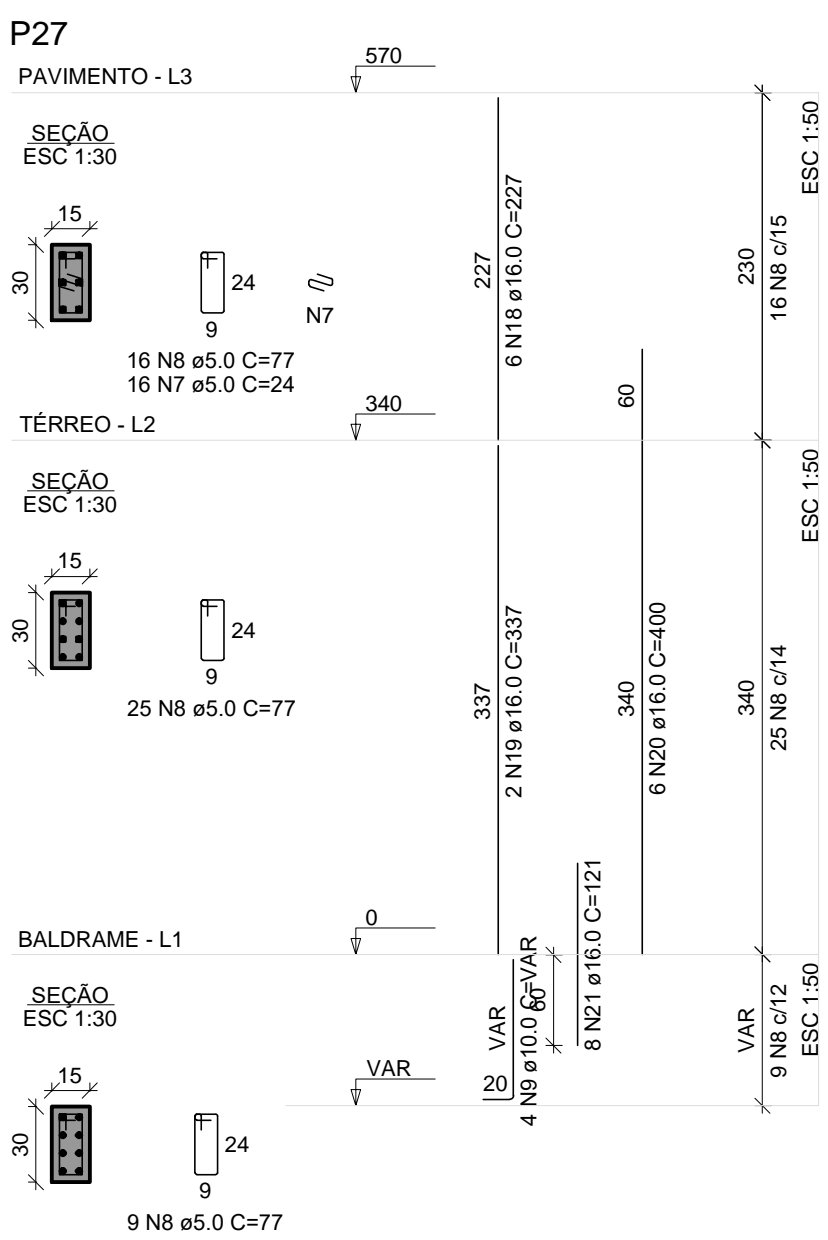 P27
570
PAVIMENTO - L3
SEÇÃO
ESC 1:30
ESC 1:50
15
30
24
9
N7
16 N8 ø5.0 C=77
16 N7 ø5.0 C=24
227
6 N18 ø16.0 C=227
230
16 N8 c/15
60
340
TÉRREO - L2
SEÇÃO
ESC 1:30
ESC 1:50
15
30
24
9
25 N8 ø5.0 C=77
337
2 N19 ø16.0 C=337
340
6 N20 ø16.0 C=400
340
25 N8 c/14
0
BALDRAME - L1
SEÇÃO
ESC 1:30
ESC 1:50
15
30
24
9
9 N8 ø5.0 C=77
VAR
VAR
20
4 N9 ø10.0 C=VAR
60
8 N21 ø16.0 C=121
VAR
9 N8 c/12